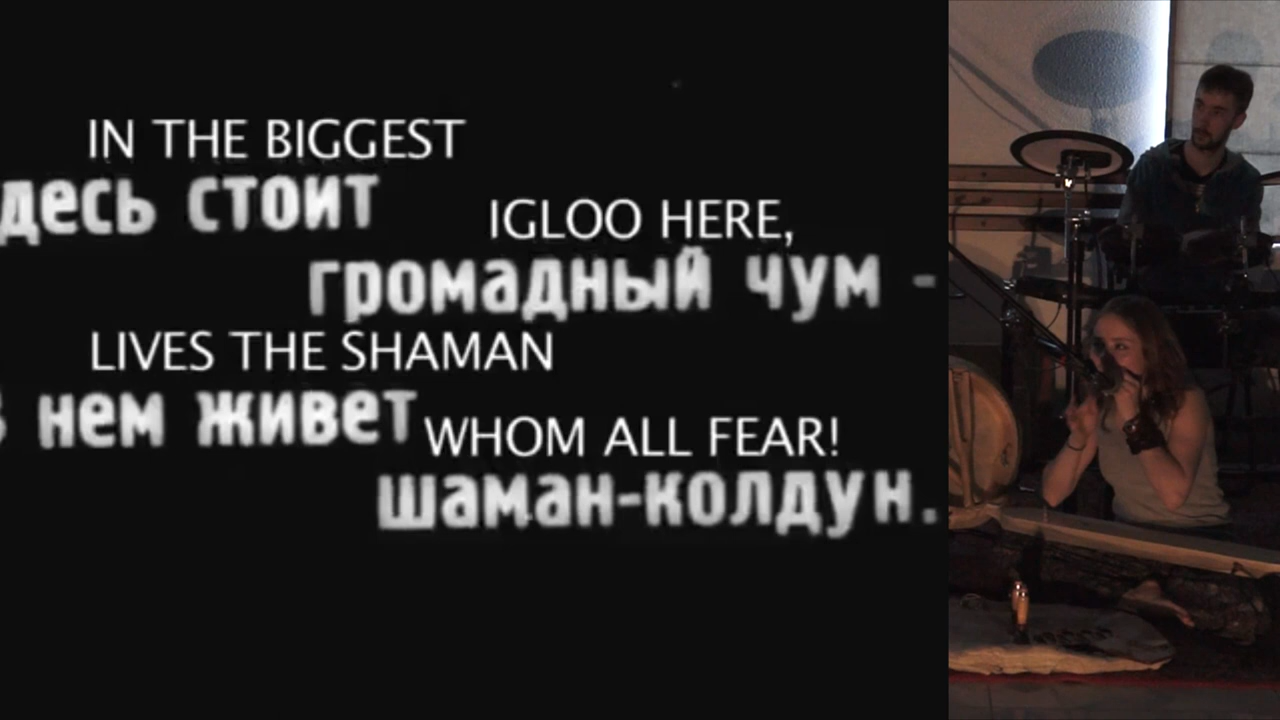 IN THE BIGGEST
десь стоит
IGLOO HERE,
громадный чум -
LIVES THE SHAMAN
нем живет
WHOM ALL FEAR!
шаман-колдун.